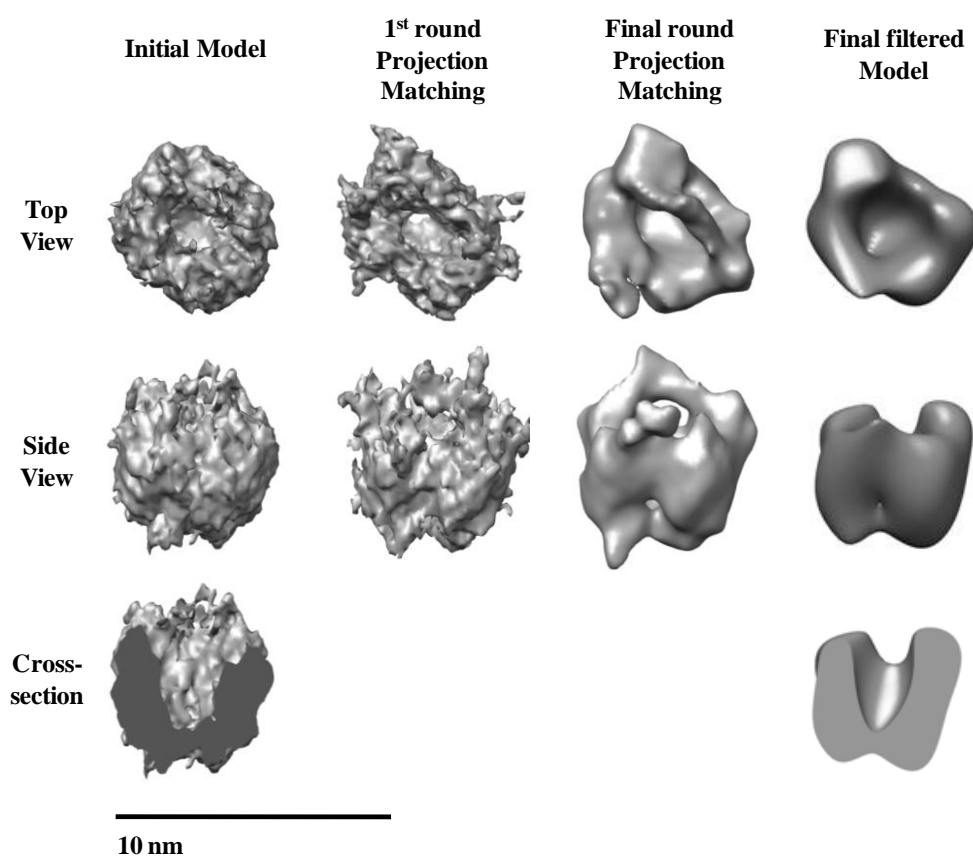 Initial Model
1st round
Projection
Matching
Final round
Projection
Matching
Final filtered
Model
Top
View
Side
View
Cross-
section
10 nm